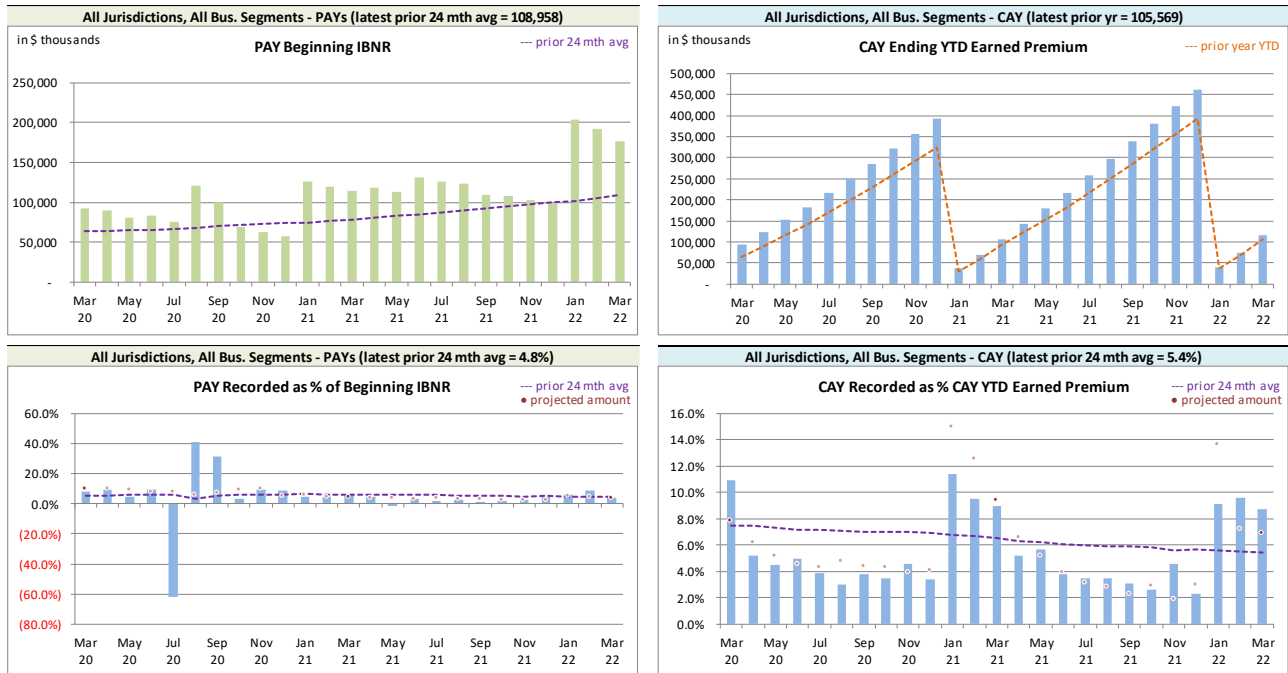 All Jurisdictions, All Bus. Segments - PAYs (latest prior 24 mth avg = 108,958)
in $ thousands
PAY Beginning IBNR
--- prior 24 mth avg
250,000
200,000
150,000
100,000
50,000
-
Mar May Jul Sep Nov Jan Mar May Jul Sep Nov Jan Mar
20 20 20 20 20 21 21 21 21 21 21 22 22
All Jurisdictions, All Bus. Segments - CAY (latest prior yr = 105,569)
in $ thousands
CAY Ending YTD Earned Premium
--- prior year YTD
500,000
450,000
400,000
350,000
300,000
250,000
200,000
150,000
100,000
50,000
-
Mar May Jul Sep Nov Jan Mar May Jul Sep Nov Jan Mar
20 20 20 20 20 21 21 21 21 21 21 22 22
All Jurisdictions, All Bus. Segments - PAYs (latest prior 24 mth avg = 4.8%)
PAY Recorded as % of Beginning IBNR
--- prior 24 mth avg
• projected amount
60.0%
40.0%
20.0%
0.0%
(20.0%)
(40.0%)
(60.0%)
(80.0%)
Mar May Jul Sep Nov Jan Mar May Jul Sep Nov Jan Mar
20 20 20 20 20 21 21 21 21 21 21 22 22
All Jurisdictions, All Bus. Segments - CAY (latest prior 24 mth avg = 5.4%)
CAY Recorded as % CAY YTD Earned Premium
--- prior 24 mth avg
• projected amount
16.0%
14.0%
12.0%
10.0%
8.0%
6.0%
4.0%
2.0%
0.0%
Mar May Jul Sep Nov Jan Mar May Jul Sep Nov Jan Mar
20 20 20 20 20 21 21 21 21 21 21 22 22